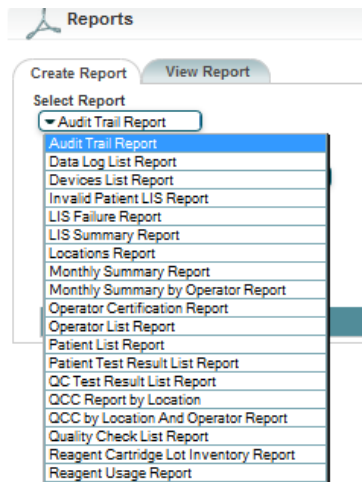 Reports
Create Report View Report
Select Report
Audit Trail Report
Audit Trail Report
Data Log List Report
Devices List Report
Invalid Patient LIS Report
LIS Failure Report
LIS Summary Report
Locations Report
Monthly Summary Report
Monthly Summary by Operator Report
Operator Certification Report
Operator List Report
Patient List Report
Patient Test Result List Report
QC Test Result List Report
QCC Report by Location
QCC by Location And Operator Report
Quality Check List Report
Reagent Cartridge Lot Inventory Report
Reagent Usage Report